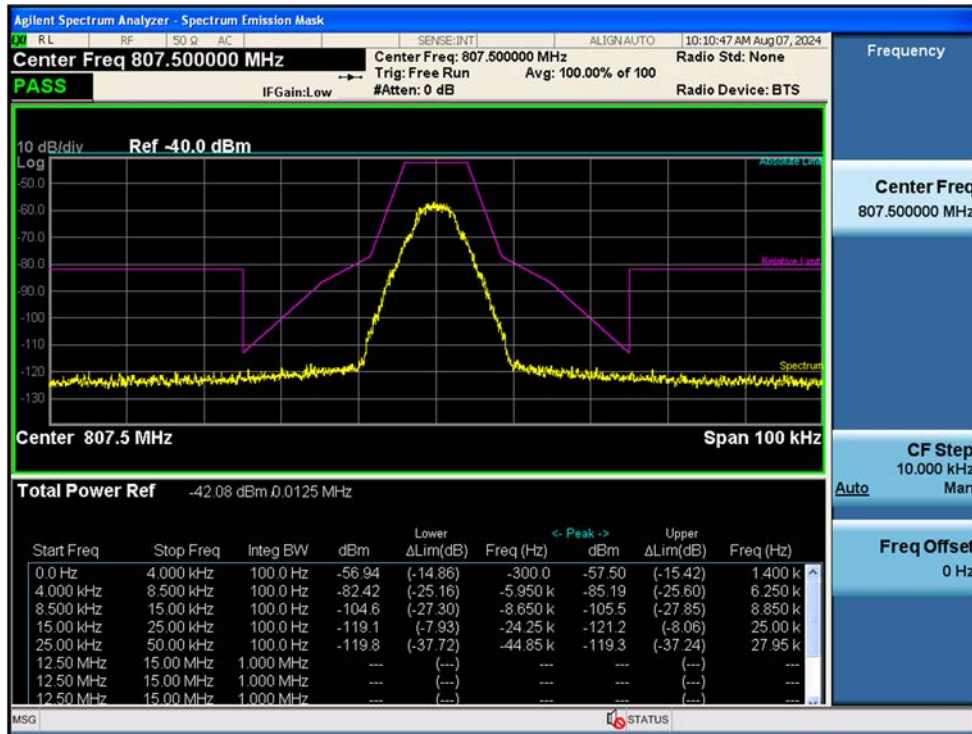 Agilent Spectrum Analyzer - Spectrum Emission Mask
LXI RL RF 50 Ω AC SENSE:INT ALIGN AUTO 10:10:47 AM Aug 07, 2024
Center Freq 807.500000 MHz
Center Freq: 807.500000 MHz Radio Std: None
Trig: Free Run Avg: 100.00% of 100
PASS IFGain:Low #Atten: 0 dB Radio Device: BTS
10 dB/div Ref -40.0 dBm
Log
Absolute Limit
-50.0
-60.0
-70.0
-80.0
Relative Limit
-90.0
-100
-110
-120
Spectrum
-130
Center 807.5 MHz Span 100 kHz
Total Power Ref -42.08 dBm / 0.0125 MHz
Lower <- Peak -> Upper
Start Freq Stop Freq Integ BW dBm ΔLim(dB) Freq (Hz) dBm ΔLim(dB) Freq (Hz)
0.0 Hz 4.000 kHz 100.0 Hz -56.94 (-14.86) -300.0 -57.50 (-15.42) 1.400 k
4.000 kHz 8.500 kHz 100.0 Hz -82.42 (-25.16) -5.950 k -85.19 (-25.60) 6.250 k
8.500 kHz 15.00 kHz 100.0 Hz -104.6 (-27.30) -8.650 k -105.5 (-27.85) 8.850 k
15.00 kHz 25.00 kHz 100.0 Hz -119.1 (-7.93) -24.25 k -121.2 (-8.06) 25.00 k
25.00 kHz 50.00 kHz 100.0 Hz -119.8 (-37.72) -44.85 k -119.3 (-37.24) 27.95 k
12.50 MHz 15.00 MHz 1.000 MHz --- (---) --- --- (---) ---
12.50 MHz 15.00 MHz 1.000 MHz --- (---) --- --- (---) ---
12.50 MHz 15.00 MHz 1.000 MHz --- (---) --- --- (---) ---
MSG STATUS
Frequency
Center Freq
807.500000 MHz
CF Step
10.000 kHz
Auto Man
Freq Offset
0 Hz